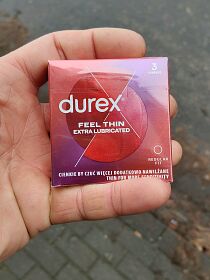 3
durex
FEEL THIN
EXTRA LUBRICATED
REGULAR
FIT
CIENKIE BY CZUĆ WIĘCEJ DODATKOWO NAWILŻANE
THIN FOR MORE SENSITIVITY